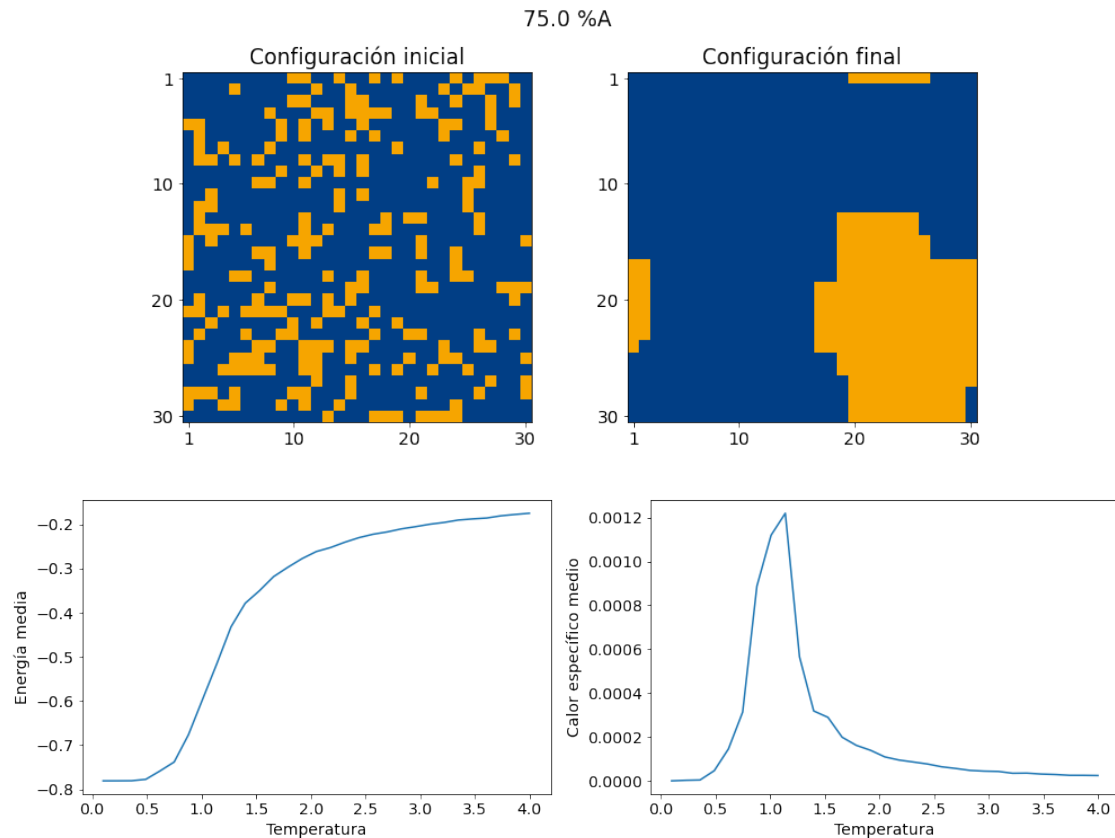 75.0 %A
Configuración inicial
1
10
20
30
1 10 20 30
Configuración final
1
10
20
30
1 10 20 30
Energía media
−0.2
−0.3
−0.4
−0.5
−0.6
−0.7
−0.8
0.0 0.5 1.0 1.5 2.0 2.5 3.0 3.5 4.0
Temperatura
Calor específico medio
0.0012
0.0010
0.0008
0.0006
0.0004
0.0002
0.0000
0.0 0.5 1.0 1.5 2.0 2.5 3.0 3.5 4.0
Temperatura